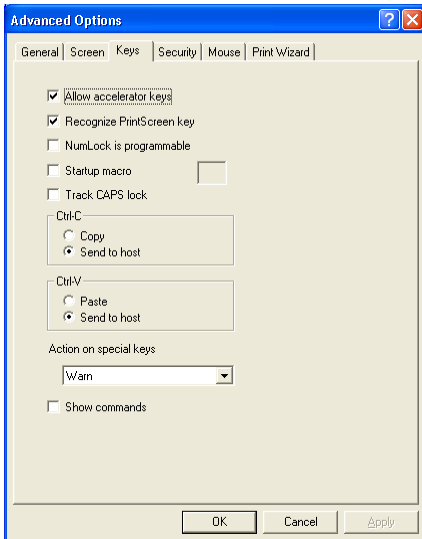 Advanced Options
General Screen Keys Security Mouse Print Wizard
Allow accelerator keys
Recognize PrintScreen key
NumLock is programmable
Startup macro
Track CAPS lock
Ctrl-C
Copy
Send to host
Ctrl-V
Paste
Send to host
Action on special keys
Warn
Show commands
OK Cancel Apply